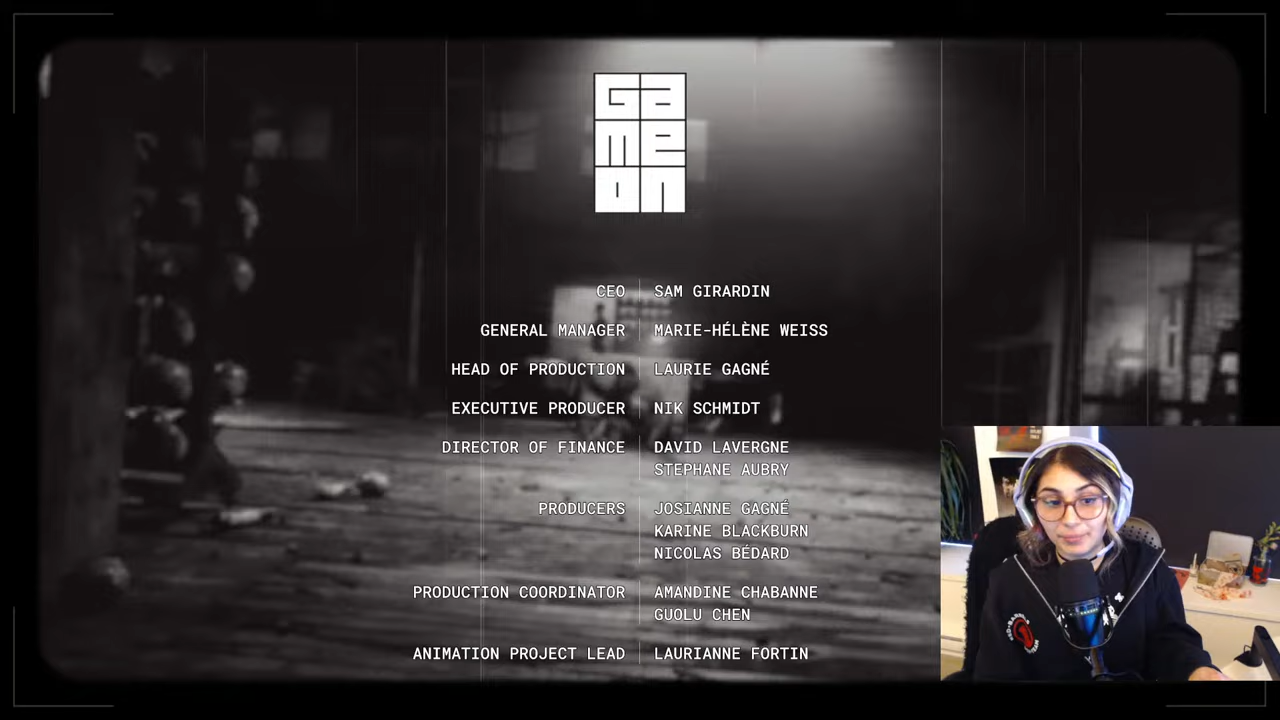 Ga
me
on
CEO SAM GIRARDIN
GENERAL MANAGER MARIE-HÉLÈNE WEISS
HEAD OF PRODUCTION LAURIE GAGNÉ
EXECUTIVE PRODUCER NIK SCHMIDT
DIRECTOR OF FINANCE DAVID LAVERGNE
STEPHANE AUBRY
PRODUCERS JOSIANNE GAGNÉ
KARINE BLACKBURN
NICOLAS BÉDARD
PRODUCTION COORDINATOR AMANDINE CHABANNE
GUOLU CHEN
ANIMATION PROJECT LEAD LAURIANNE FORTIN